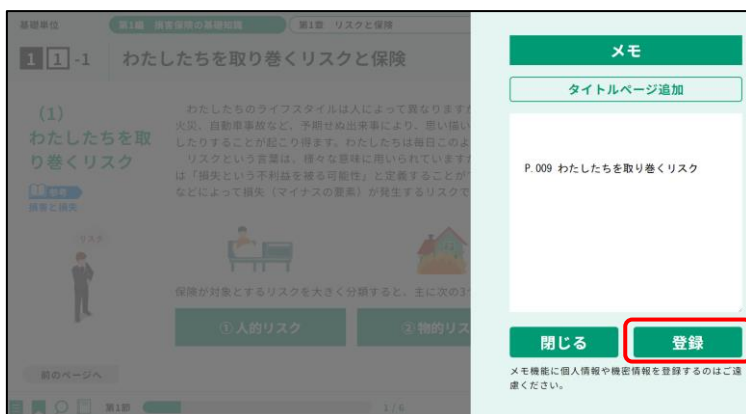 基礎単位
第1編 損害保険の基礎知識
第1章 リスクと保険
1 1 -1 わたしたちを取り巻くリスクと保険
(1)
わたしたちを取
り巻くリスク
参考
損害と損失
リスク
わたしたちのライフスタイルは人によって異なります
火災、自動車事故など、予期せぬ出来事により、思い描い
したりすることが起こり得ます。わたしたちは毎日このよ
リスクという言葉は、様々な意味に用いられています
は「損失という不利益を被る可能性」と定義することが
などによって損失（マイナスの要素）が発生するリスクで
保険が対象とするリスクを大きく分類すると、主に次の3
①人的リスク
②物的リス
前のページへ
第1節
1/6
メモ
タイトルページ追加
P.009 わたしたちを取り巻くリスク
閉じる
登録
メモ機能に個人情報や機密情報を登録するのはご遠
慮ください。